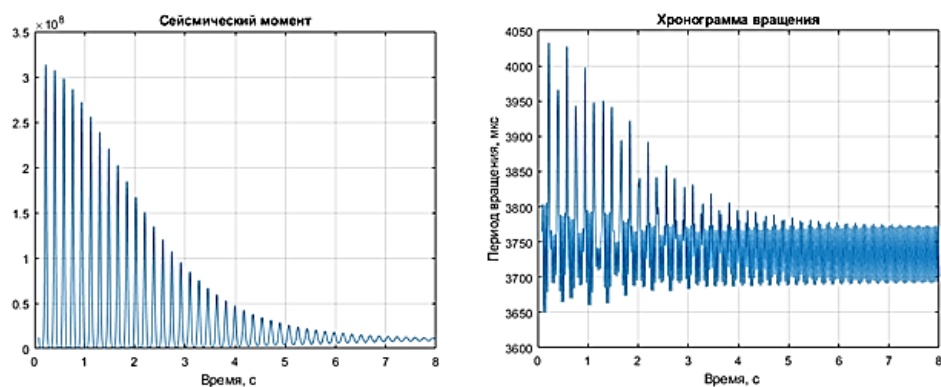 Сейсмический момент
×10⁸
3.5
3
2.5
2
1.5
1
0.5
0
0 1 2 3 4 5 6 7 8
Время, с
Хронограмма вращения
Период вращения, мкс
4050
4000
3950
3900
3850
3800
3750
3700
3650
3600
0 1 2 3 4 5 6 7 8
Время, с